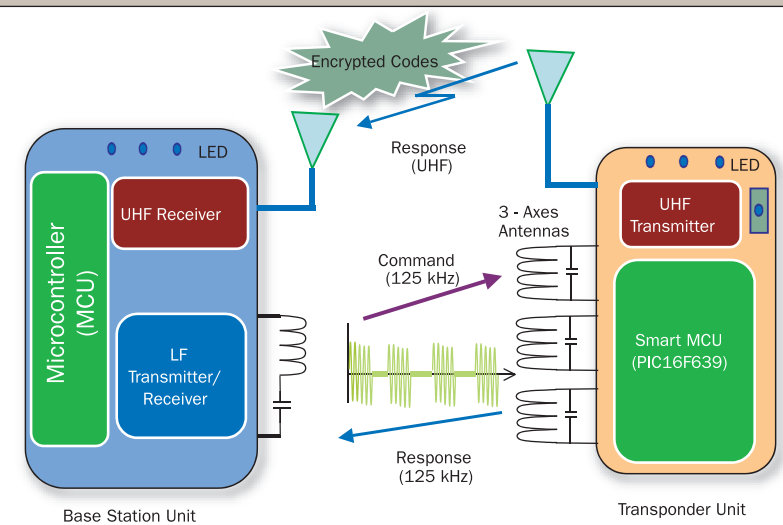 Encrypted Codes
Response
(UHF)
LED
UHF Receiver
Microcontroller
(MCU)
LF
Transmitter/
Receiver
Base Station Unit
Command
(125 kHz)
Response
(125 kHz)
3 - Axes
Antennas
LED
UHF
Transmitter
Smart MCU
(PIC16F639)
Transponder Unit